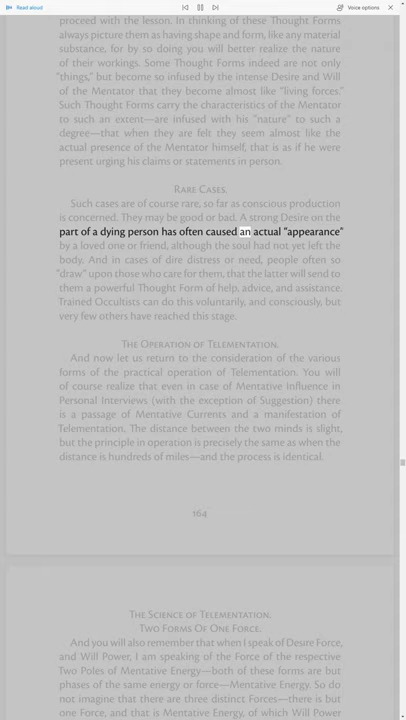 Read aloud
Voice options
proceed with the lesson. In thinking of these Thought Forms
always picture them as having shape and form, like any material
substance. for by so doing you will better realize the nature
of their workings. Some Thought Forms indeed are not only
"things," but become so infused by the intense Desire and Will
of the Mentator that they become almost like "living forces."
Such Thought Forms carry the characteristics of the Mentator
to such an extent—are infused with his "nature" to such a
degree—that when they are felt they seem almost like the
actual presence of the Mentator himself, that is as if he were
present urging his claims or statements in person.
RARE CASES.
Such cases are of course rare, so far as conscious production
is concerned. They may be good or bad. A strong Desire on the
part of a dying person has often caused an actual "appearance"
by a loved one or friend, although the soul had not yet left the
body. And in cases of dire distress or need, people often so
"draw" upon those who care for them, that the latter will send to
them a powerful Thought Form of help, advice, and assistance.
Trained Occultists can do this voluntarily, and consciously, but
very few others have reached this stage.
THE OPERATION OF TELEMENTATION.
And now let us return to the consideration of the various
forms of the practical operation of Telementation. You will
of course realize that even in case of Mentative Influence in
Personal Interviews (with the exception of Suggestion) there
is a passage of Mentative Currents and a manifestation of
Telementation. The distance between the two minds is slight,
but the principle in operation is precisely the same as when the
distance is hundreds of miles—and the process is identical.
164
THE SCIENCE OF TELEMENTATION.
TWO FORMS OF ONE FORCE.
And you will also remember that when I speak of Desire Force,
and Will Power, I am speaking of the Force of the respective
Two Poles of Mentative Energy—both of these forms are but
phases of the same energy or force—Mentative Energy. So do
not imagine that there are three distinct Forces—there is but
one Force, and that is Mentative Energy, of which Will Power